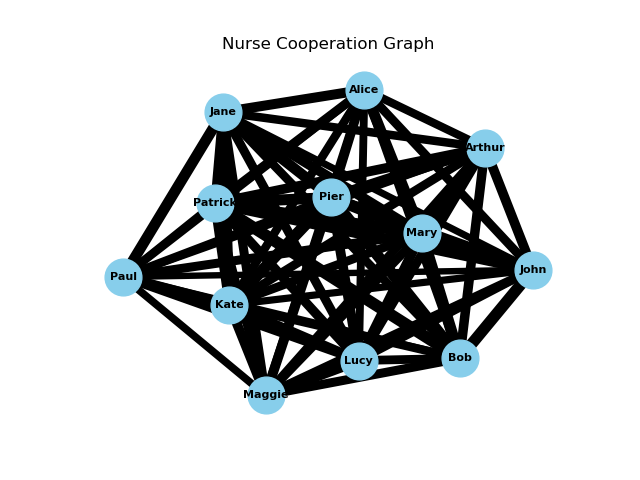 Nurse Cooperation Graph
Alice
Jane
Arthur
Pier
Patrick
Mary
John
Paul
Kate
Bob
Lucy
Maggie